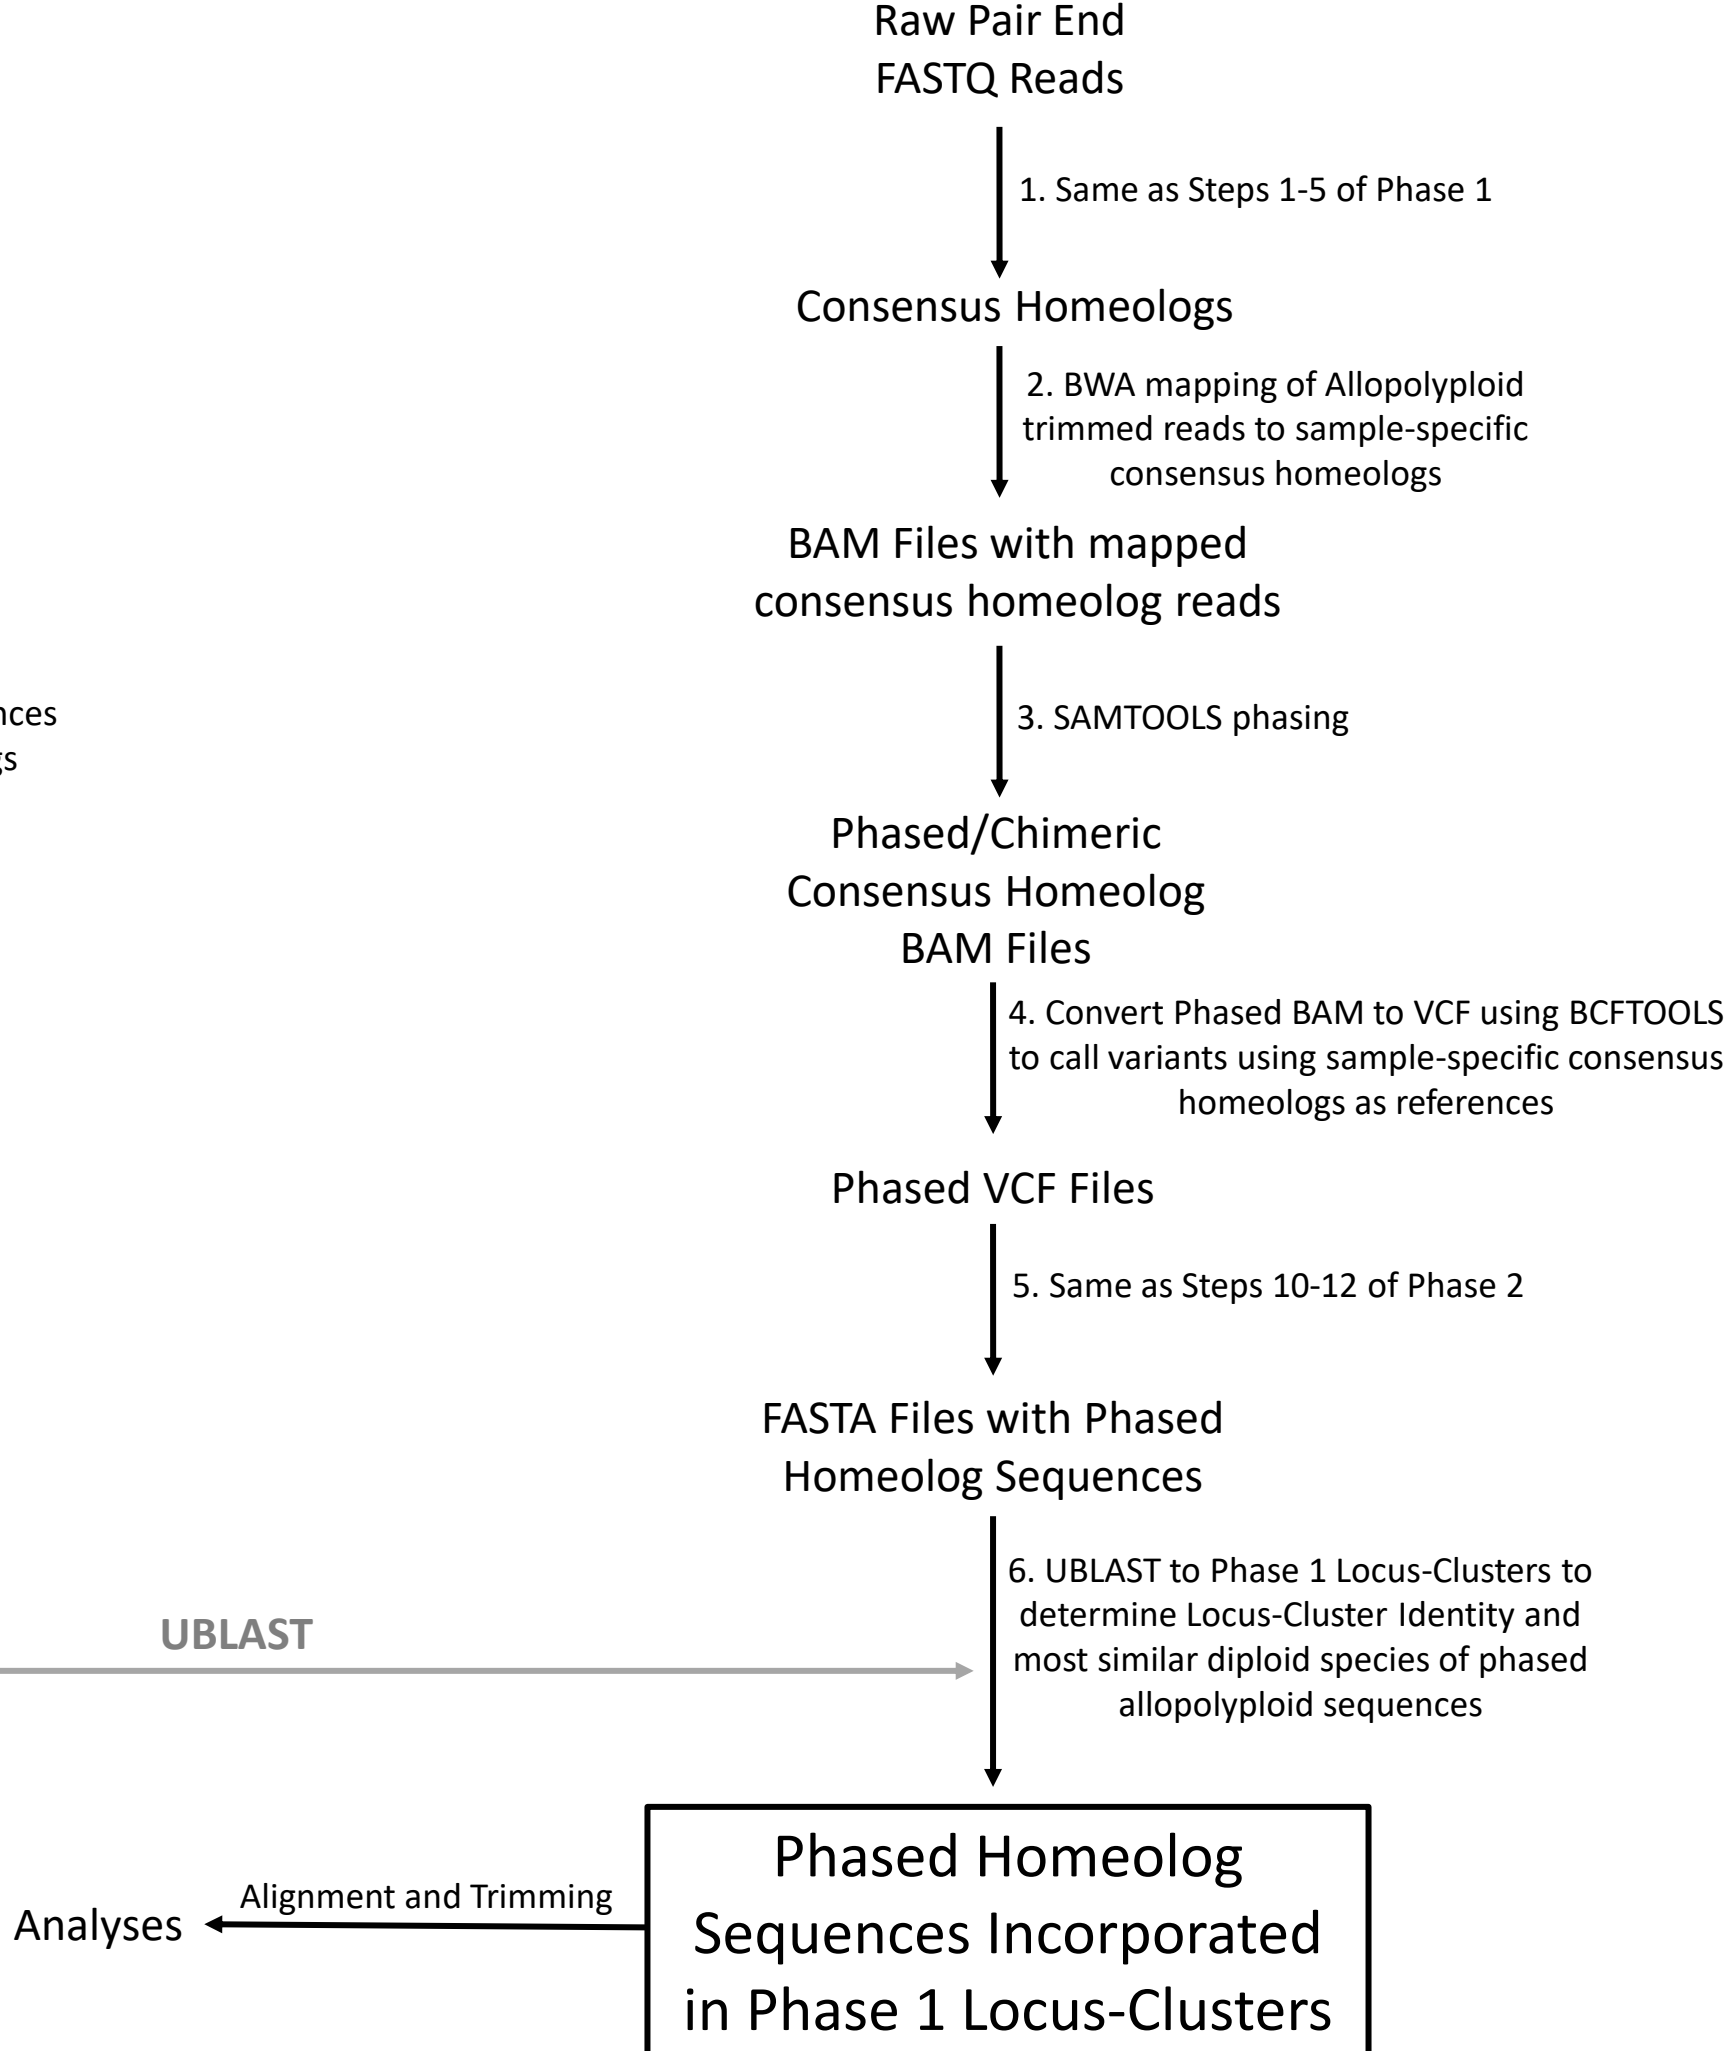 Raw Pair End
FASTQ Reads
1. Same as Steps 1-5 of Phase 1
Consensus Homeologs
2. BWA mapping of Allopolyploid
trimmed reads to sample-specific
consensus homeologs
BAM Files with mapped
consensus homeolog reads
3. SAMTOOLS phasing
Phased/Chimeric
Consensus Homeolog
BAM Files
4. Convert Phased BAM to VCF using BCFTOOLS
to call variants using sample-specific consensus
homeologs as references
Phased VCF Files
5. Same as Steps 10-12 of Phase 2
FASTA Files with Phased
Homeolog Sequences
6. UBLAST to Phase 1 Locus-Clusters to
determine Locus-Cluster Identity and
most similar diploid species of phased
allopolyploid sequences
UBLAST
Phased Homeolog
Sequences Incorporated
in Phase 1 Locus-Clusters
Alignment and Trimming
Analyses